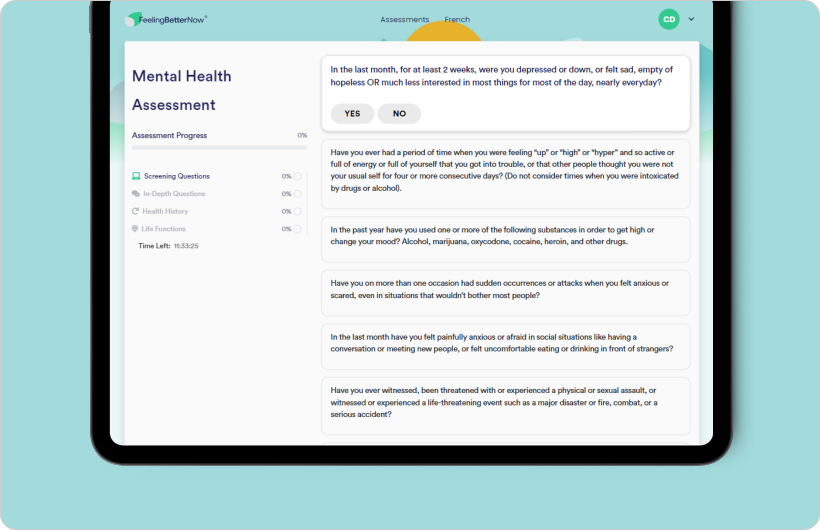 FeelingBetterNow®
Assessments French
CD
Mental Health
Assessment
Assessment Progress 0%
Screening Questions 0%
In-Depth Questions 0%
Health History 0%
Life Functions 0%
Time Left: 11:33:25
In the last month, for at least 2 weeks, were you depressed or down, or felt sad, empty of
hopeless OR much less interested in most things for most of the day, nearly everyday?
YES NO
Have you ever had a period of time when you were feeling “up” or “high” or “hyper” and so active or
full of energy or full of yourself that you got into trouble, or that other people thought you were not
your usual self for four or more consecutive days? (Do not consider times when you were intoxicated
by drugs or alcohol).
In the past year have you used one or more of the following substances in order to get high or
change your mood? Alcohol, marijuana, oxycodone, cocaine, heroin, and other drugs.
Have you on more than one occasion had sudden occurrences or attacks when you felt anxious or
scared, even in situations that wouldn’t bother most people?
In the last month have you felt painfully anxious or afraid in social situations like having a
conversation or meeting new people, or felt uncomfortable eating or drinking in front of strangers?
Have you ever witnessed, been threatened with or experienced a physical or sexual assault, or
witnessed or experienced a life-threatening event such as a major disaster or fire, combat, or a
serious accident?